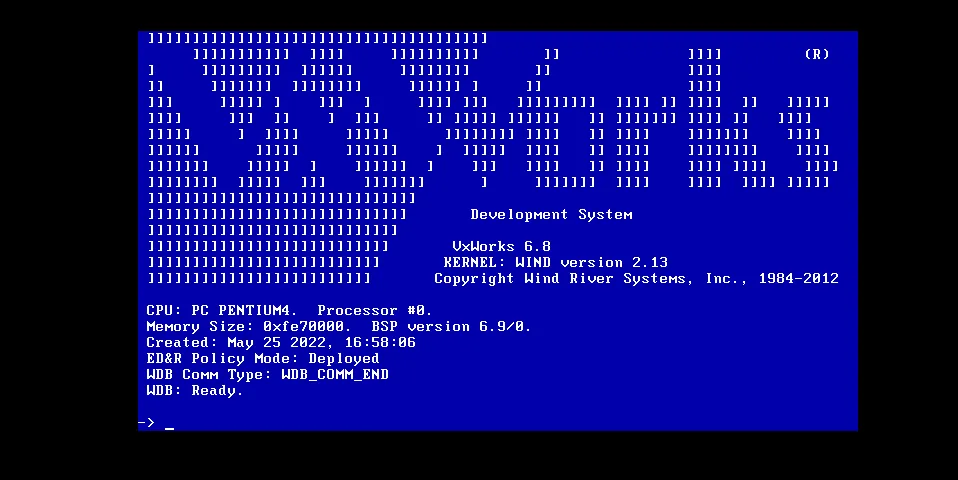 VxWorks (R)
Development System
VxWorks 6.8
KERNEL: WIND version 2.13
Copyright Wind River Systems, Inc., 1984-2012
CPU: PC PENTIUM4. Processor #0.
Memory Size: 0xfe70000. BSP version 6.9/0.
Created: May 25 2022, 16:58:06
ED&R Policy Mode: Deployed
WDB Comm Type: WDB_COMM_END
WDB: Ready.
-> _